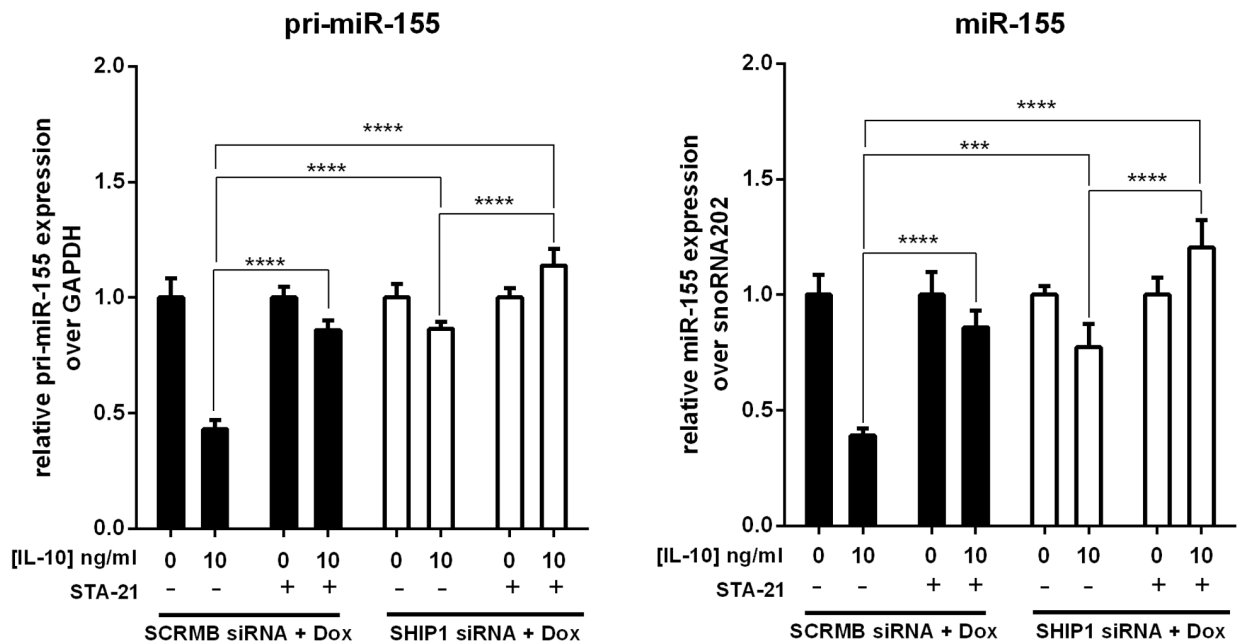 pri-miR-155
relative pri-miR-155 expression
over GAPDH
2.0
1.5
1.0
0.5
0.0
****
****
****
****
[IL-10] ng/ml 0 10 0 10 0 10 0 10
STA-21 - - + + - - + +
SCRMB siRNA + Dox SHIP1 siRNA + Dox
miR-155
relative miR-155 expression
over snoRNA202
2.0
1.5
1.0
0.5
0.0
****
***
****
****
[IL-10] ng/ml 0 10 0 10 0 10 0 10
STA-21 - - + + - - + +
SCRMB siRNA + Dox SHIP1 siRNA + Dox